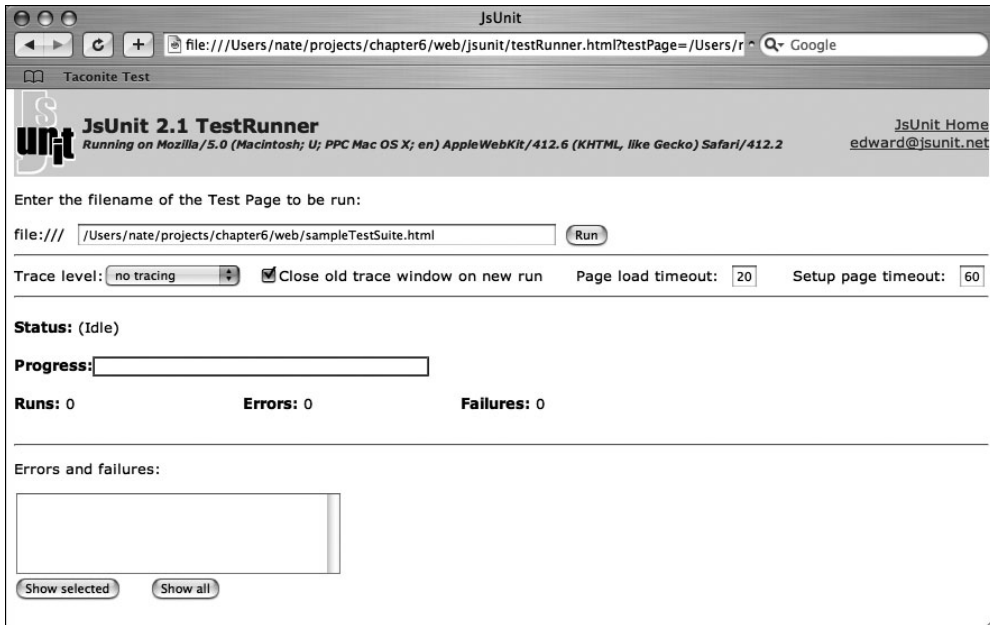 JsUnit
file:///Users/nate/projects/chapter6/web/jsunit/testRunner.html?testPage=/Users/r
Google
Taconite Test
JS Unit
JsUnit 2.1 TestRunner
JsUnit Home
Running on Mozilla/5.0 (Macintosh; U; PPC Mac OS X; en) AppleWebKit/412.6 (KHTML, like Gecko) Safari/412.2
edward@jsunit.net
Enter the filename of the Test Page to be run:
file:/// /Users/nate/projects/chapter6/web/sampleTestSuite.html Run
Trace level: no tracing Close old trace window on new run Page load timeout: 20 Setup page timeout: 60
Status: (Idle)
Progress:
Runs: 0 Errors: 0 Failures: 0
Errors and failures:
Show selected Show all